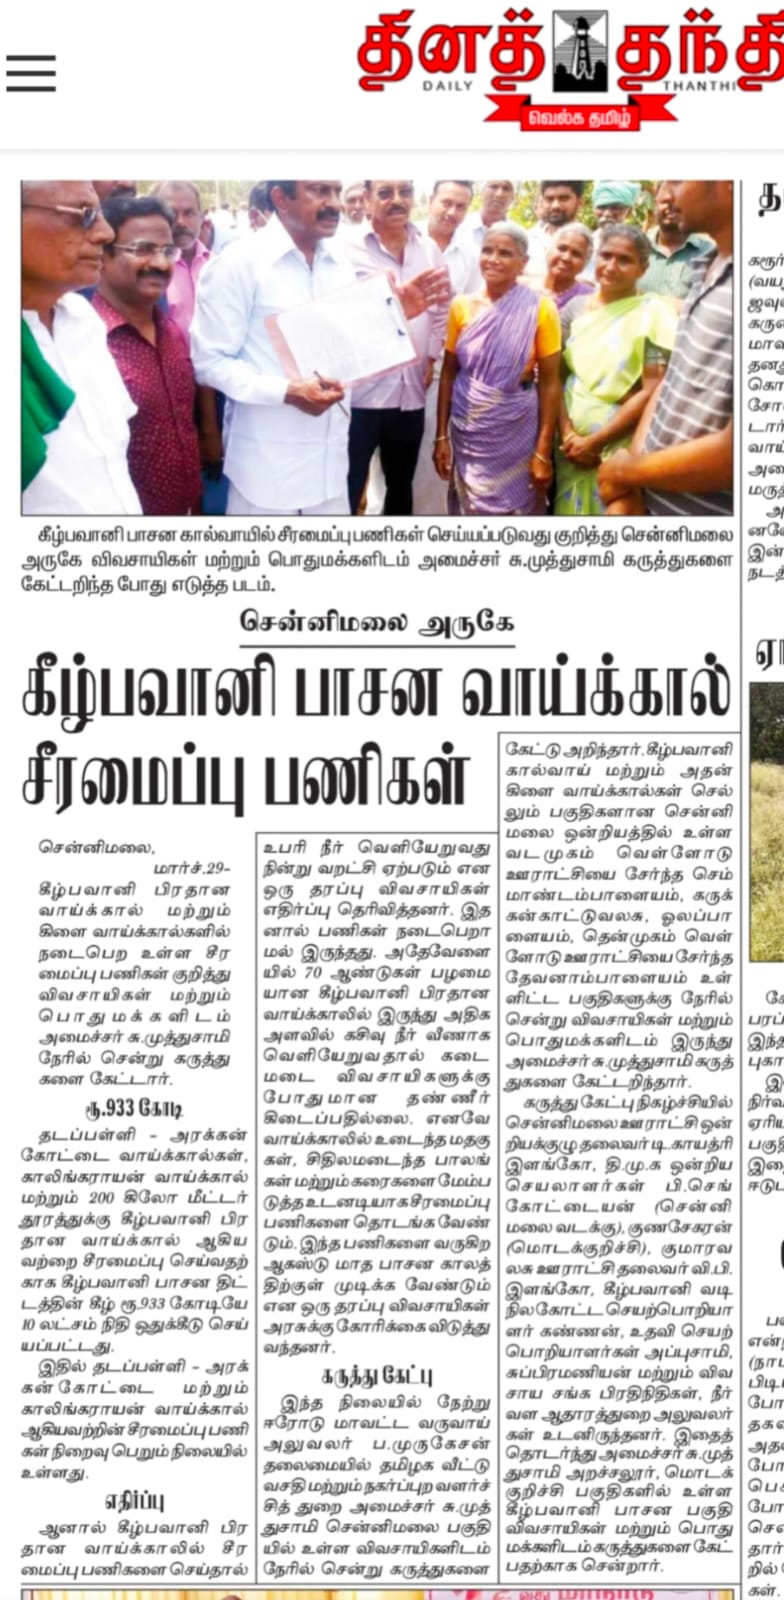 தினத் தந்தி
DAILY THANTHI
வெல்க தமிழ்
கீழ்பவானி பாசன கால்வாயில் சீரமைப்பு பணிகள் செய்யப்படுவது குறித்து சென்னிமலை
அருகே விவசாயிகள் மற்றும் பொதுமக்களிடம் அமைச்சர் சு.முத்துசாமி கருத்துகளை
கேட்டறிந்த போது எடுத்த படம்.
சென்னிமலை அருகே
கீழ்பவானி பாசன வாய்க்கால்
சீரமைப்பு பணிகள்
சென்னிமலை,
மார்ச்.29-
கீழ்பவானி பிரதான
வாய்க்கால் மற்றும்
கிளை வாய்க்கால்களில்
நடைபெற உள்ள சீர
மைப்பு பணிகள் குறித்து
விவசாயிகள் மற்றும்
பொதுமக்களிடம்
அமைச்சர் சு.முத்துசாமி
நேரில் சென்று கருத்து
களை கேட்டார்.
ரூ.933 கோடி
தடப்பள்ளி - அரக்கன்
கோட்டை வாய்க்கால்கள்,
காலிங்கராயன் வாய்க்கால்
மற்றும் 200 கிலோ மீட்டர்
தூரத்துக்கு கீழ்பவானி பிர
தான வாய்க்கால் ஆகிய
வற்றை சீரமைப்பு செய்வதற்
காக கீழ்பவானி பாசன திட்
டத்தின் கீழ் ரூ.933 கோடியே
10 லட்சம் நிதி ஒதுக்கீடு செய்
யப்பட்டது.
இதில் தடப்பள்ளி - அரக்
கன் கோட்டை மற்றும்
காலிங்கராயன் வாய்க்கால்
ஆகியவற்றின் சீரமைப்பு பணி
கள் நிறைவு பெறும் நிலையில்
உள்ளது.
எதிர்ப்பு
ஆனால் கீழ்பவானி பிர
தான வாய்க்காலில் சீர
மைப்பு பணிகளை செய்தால்
உபரி நீர் வெளியேறுவது
நின்று வறட்சி ஏற்படும் என
ஒரு தரப்பு விவசாயிகள்
எதிர்ப்பு தெரிவித்தனர். இத
னால் பணிகள் நடைபெறா
மல் இருந்தது. அதேவேளை
யில் 70 ஆண்டுகள் பழமை
யான கீழ்பவானி பிரதான
வாய்க்காலில் இருந்து அதிக
அளவில் கசிவு நீர் வீணாக
வெளியேறுவதால் கடை
மடை விவசாயிகளுக்கு
போதுமான தண்ணீர்
கிடைப்பதில்லை. எனவே
வாய்க்காலில் உடைந்த மதகு
கள், சிதிலமடைந்த பாலங்
கள் மற்றும் கரைகளை மேம்ப
டுத்த உடனடியாக சீரமைப்பு
பணிகளை தொடங்க வேண்
டும். இந்த பணிகளை வருகிற
ஆகஸ்டு மாத பாசன காலத்
திற்குள் முடிக்க வேண்டும்
என ஒரு தரப்பு விவசாயிகள்
அரசுக்கு கோரிக்கை விடுத்து
வந்தனர்.
கருத்து கேட்பு
இந்த நிலையில் நேற்று
ஈரோடு மாவட்ட வருவாய்
அலுவலர் ப.முருகேசன்
தலைமையில் தமிழக வீட்டு
வசதி மற்றும் நகர்ப்புற வளர்ச்
சித் துறை அமைச்சர் சு.முத்
துசாமி சென்னிமலை பகுதி
யில் உள்ள விவசாயிகளிடம்
நேரில் சென்று கருத்துகளை
கேட்டு அறிந்தார். கீழ்பவானி
கால்வாய் மற்றும் அதன்
கிளை வாய்க்கால்கள் செல்
லும் பகுதிகளான சென்னி
மலை ஒன்றியத்தில் உள்ள
வடமுகம் வெள்ளோடு
ஊராட்சியை சேர்ந்த செம்
மாண்டம்பாளையம், கருக்
கன்காட்டுவலசு, ஓலப்பா
ளையம், தென்முகம் வெள்
ளோடு ஊராட்சியை சேர்ந்த
தேவனாம்பாளையம் உள்
ளிட்ட பகுதிகளுக்கு நேரில்
சென்று விவசாயிகள் மற்றும்
பொதுமக்களிடம் இருந்து
அமைச்சர் சு.முத்துசாமி கருத்
துகளை கேட்டறிந்தார்.
கருத்து கேட்பு நிகழ்ச்சியில்
சென்னிமலை ஊராட்சி ஒன்
றியக்குழு தலைவர் டி.காயத்ரி
இளங்கோ, தி.மு.க ஒன்றிய
செயலாளர்கள் பி.செங்
கோட்டையன் (சென்னி
மலை வடக்கு), குணசேகரன்
(மொடக்குறிச்சி), குமாரவ
லசு ஊராட்சி தலைவர் வி.பி.
இளங்கோ, கீழ்பவானி வடி
நிலகோட்ட செயற்பொறியா
ளர் கண்ணன், உதவி செயற்
பொறியாளர்கள் அப்புசாமி,
சுப்பிரமணியன் மற்றும் விவ
சாய சங்க பிரதிநிதிகள், நீர்
வள ஆதாரத்துறை அலுவலர்
கள் உடனிருந்தனர். இதைத்
தொடர்ந்து அமைச்சர் சு.முத்
துசாமி அறச்சலூர், மொடக்
குறிச்சி பகுதிகளில் உள்ள
கீழ்பவானி பாசன பகுதி
விவசாயிகள் மற்றும் பொது
மக்களிடம் கருத்துகளை கேட்
பதற்காக சென்றார்.